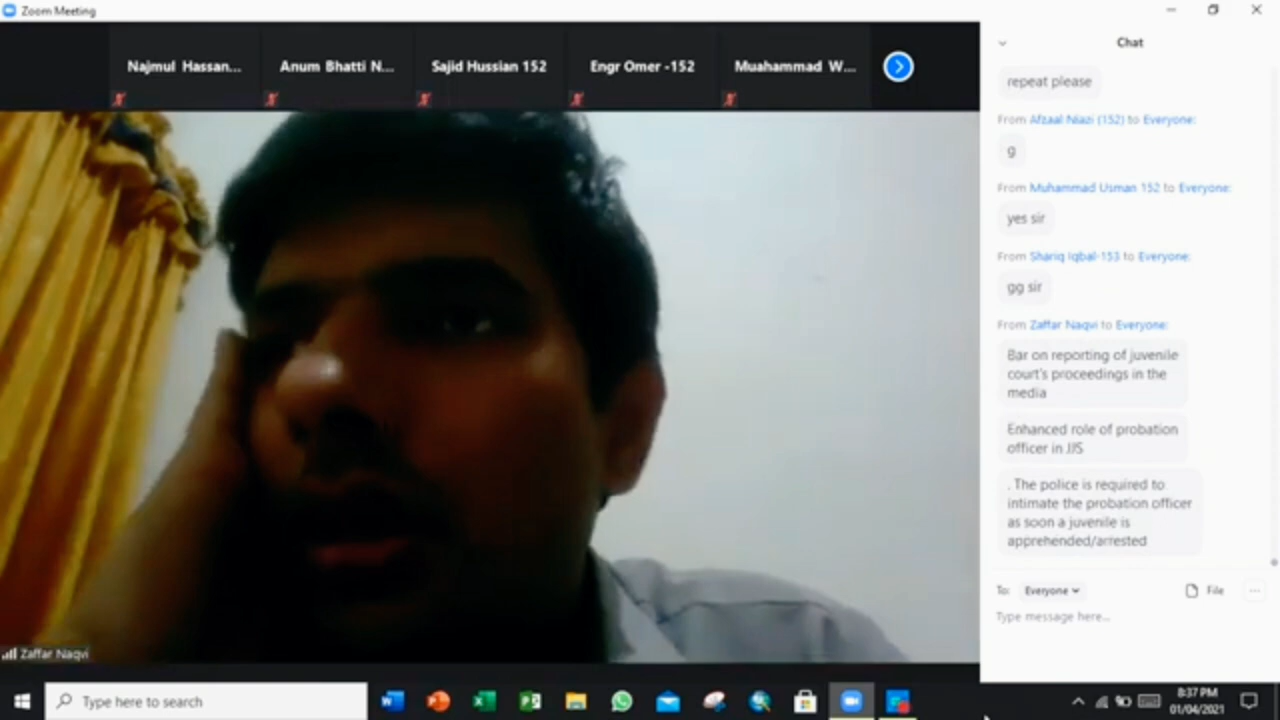 Zoom Meeting
Najmul Hassan...
Anum Bhatti N...
Sajid Hussian 152
Engr Omer -152
Muahammad W...
Chat
repeat please
From Afzaal Niazi (152) to Everyone:
g
From Muhammad Usman 152 to Everyone:
yes sir
From Shariq Iqbal-153 to Everyone:
gg sir
From Zaffar Naqvi to Everyone:
Bar on reporting of juvenile
court's proceedings in the
media
Enhanced role of probation
officer in JJS
. The police is required to
intimate the probation officer
as soon a juvenile is
apprehended/arrested
To: Everyone
File
Type message here...
Zaffar Naqvi
Type here to search
8:37 PM
01/04/2021